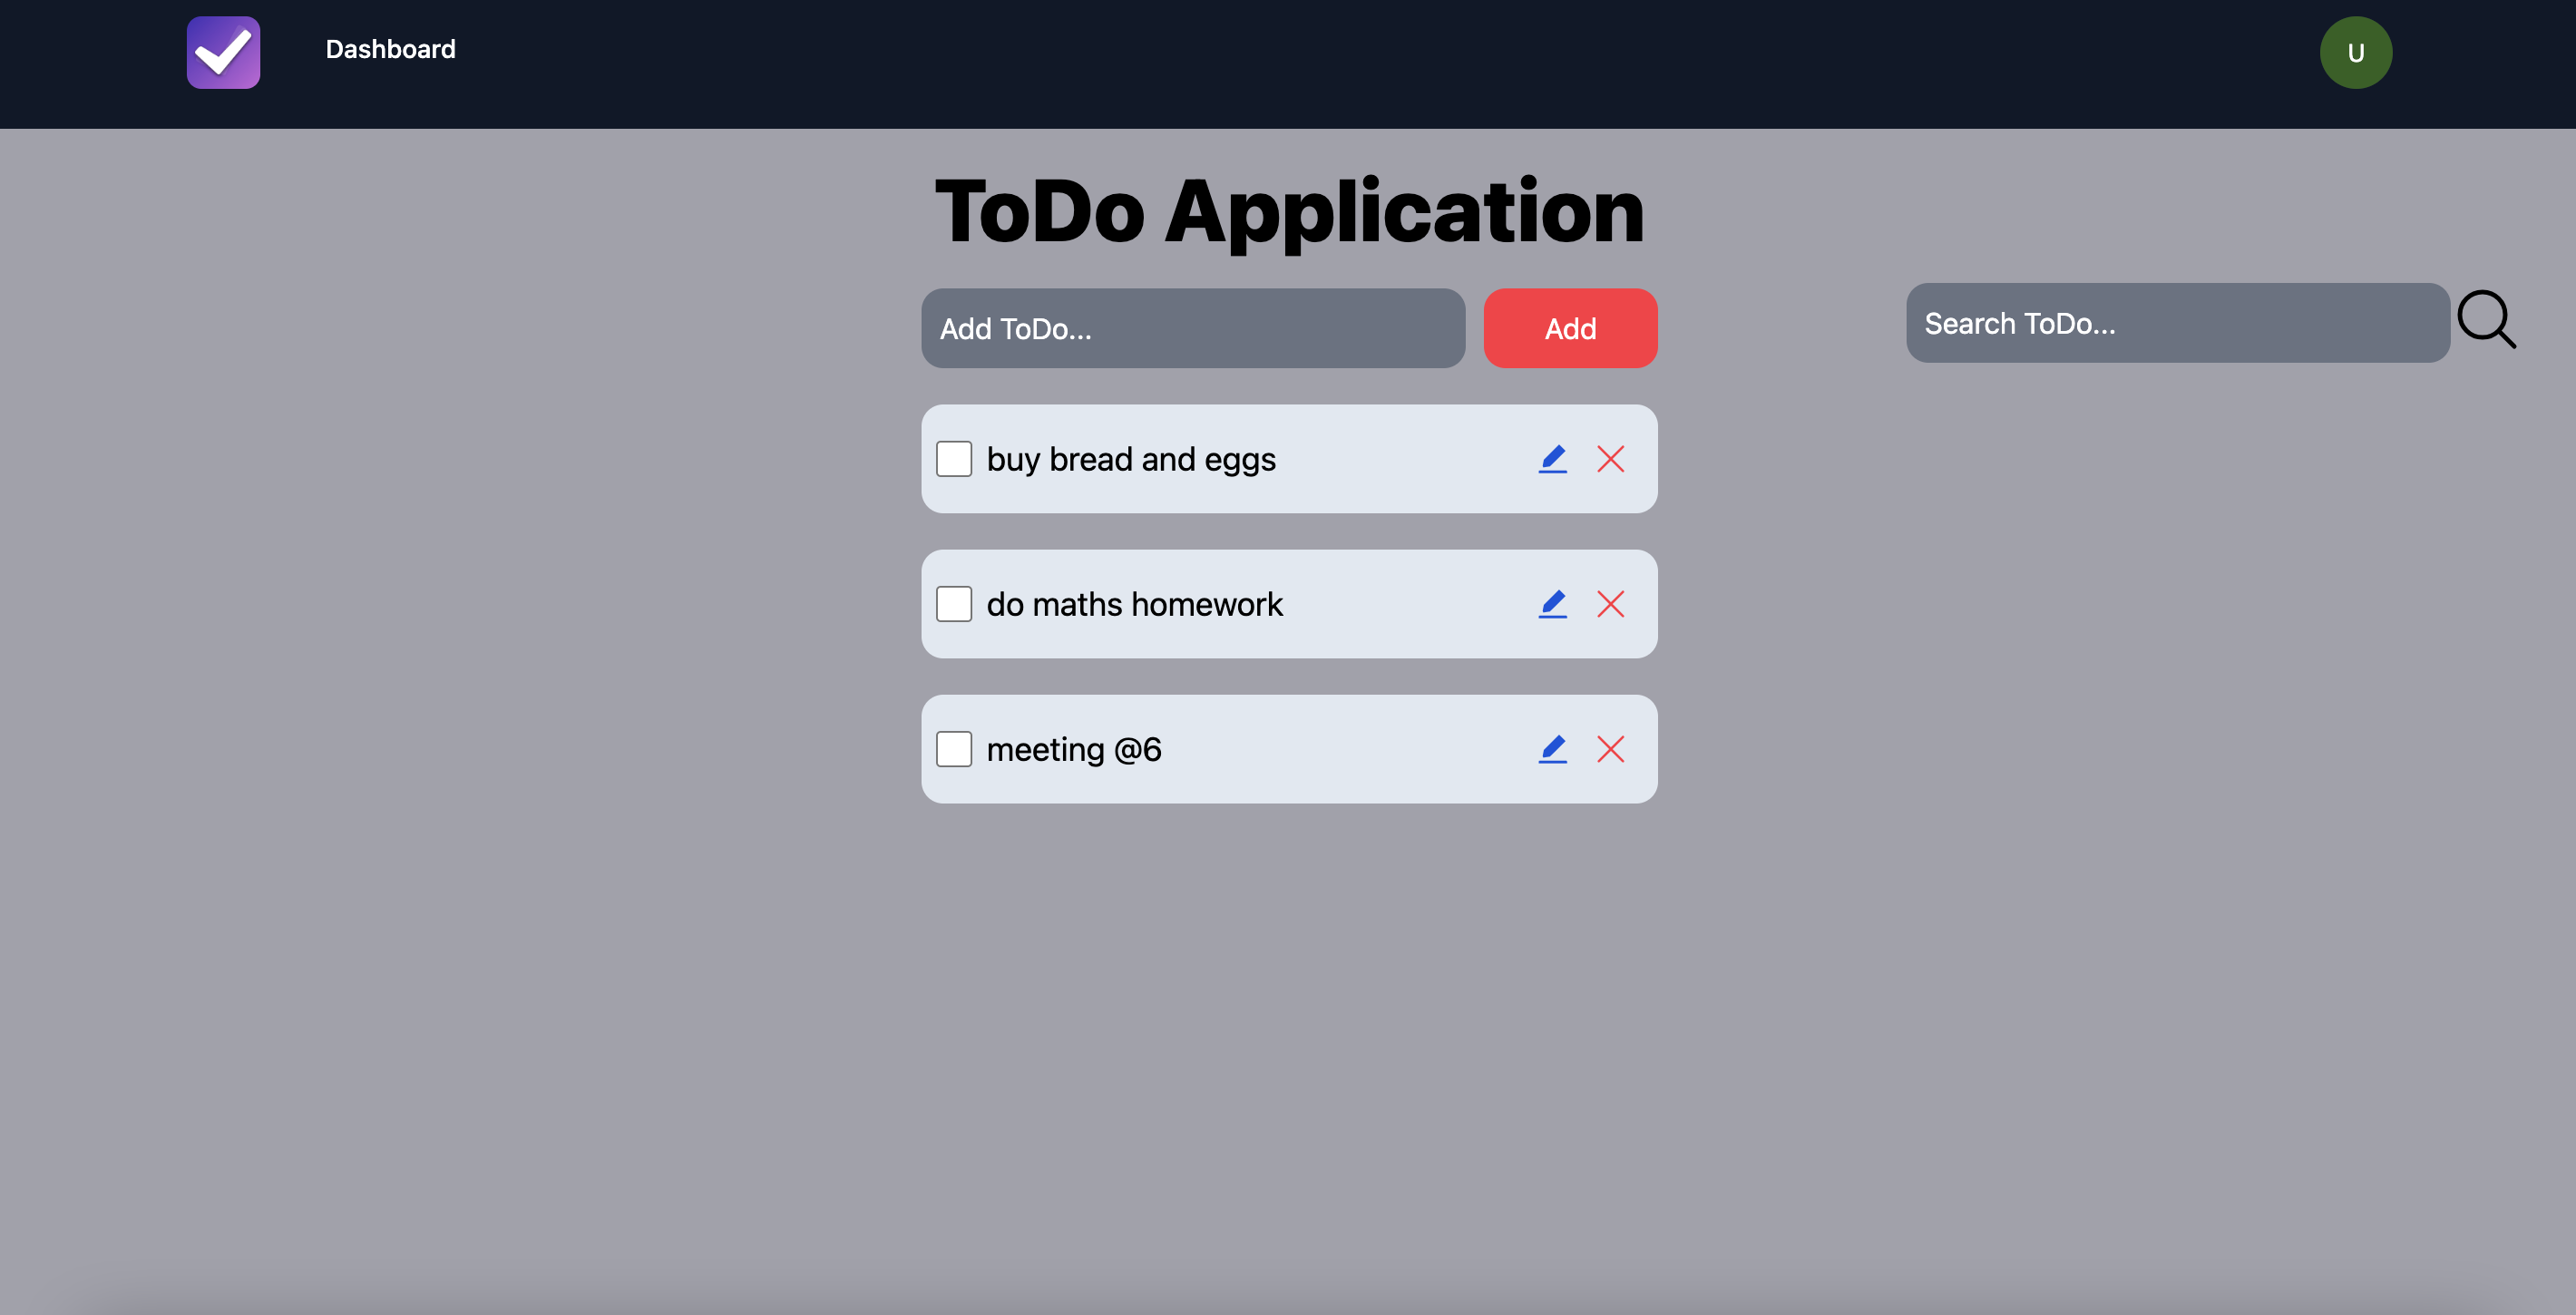 Dashboard
U
ToDo Application
Add ToDo...
Add
Search ToDo...
buy bread and eggs
do maths homework
meeting @6